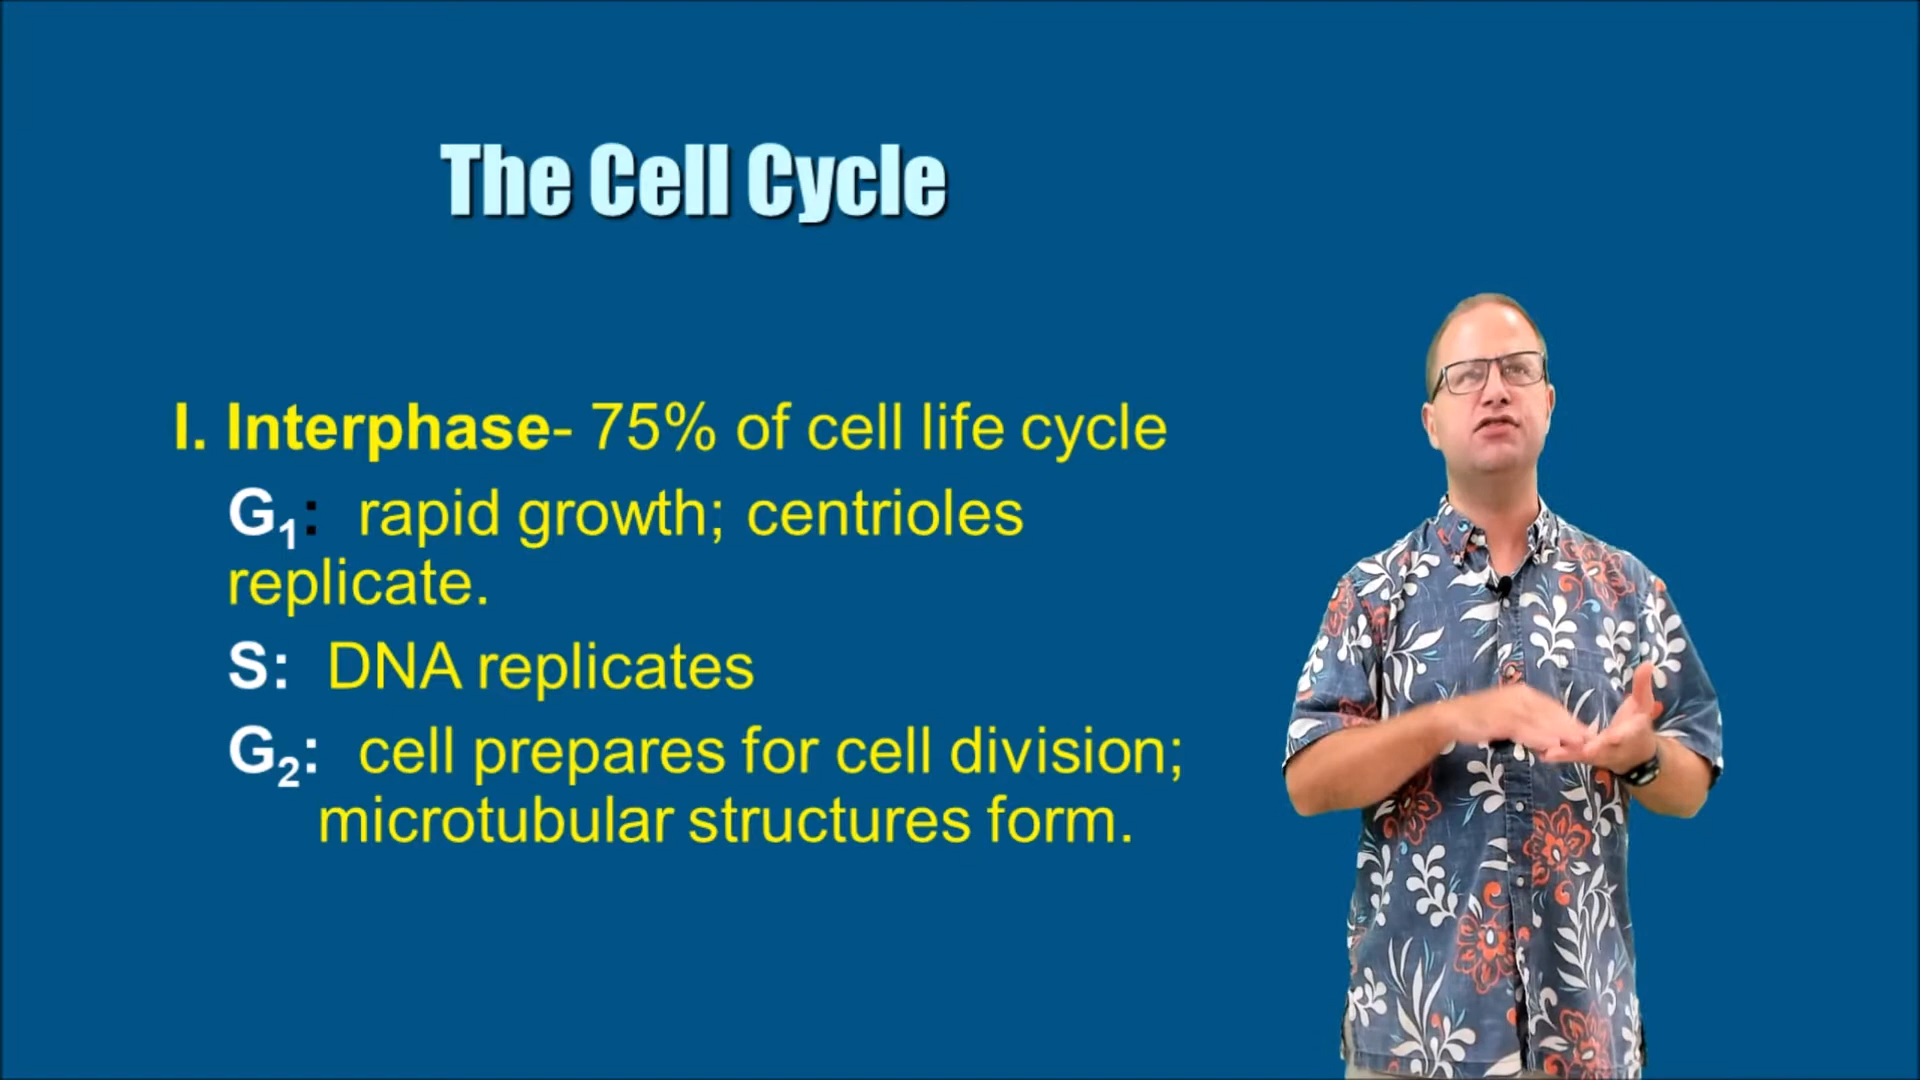 The Cell Cycle
I. Interphase- 75% of cell life cycle
G₁: rapid growth; centrioles
replicate.
S: DNA replicates
G₂: cell prepares for cell division;
microtubular structures form.